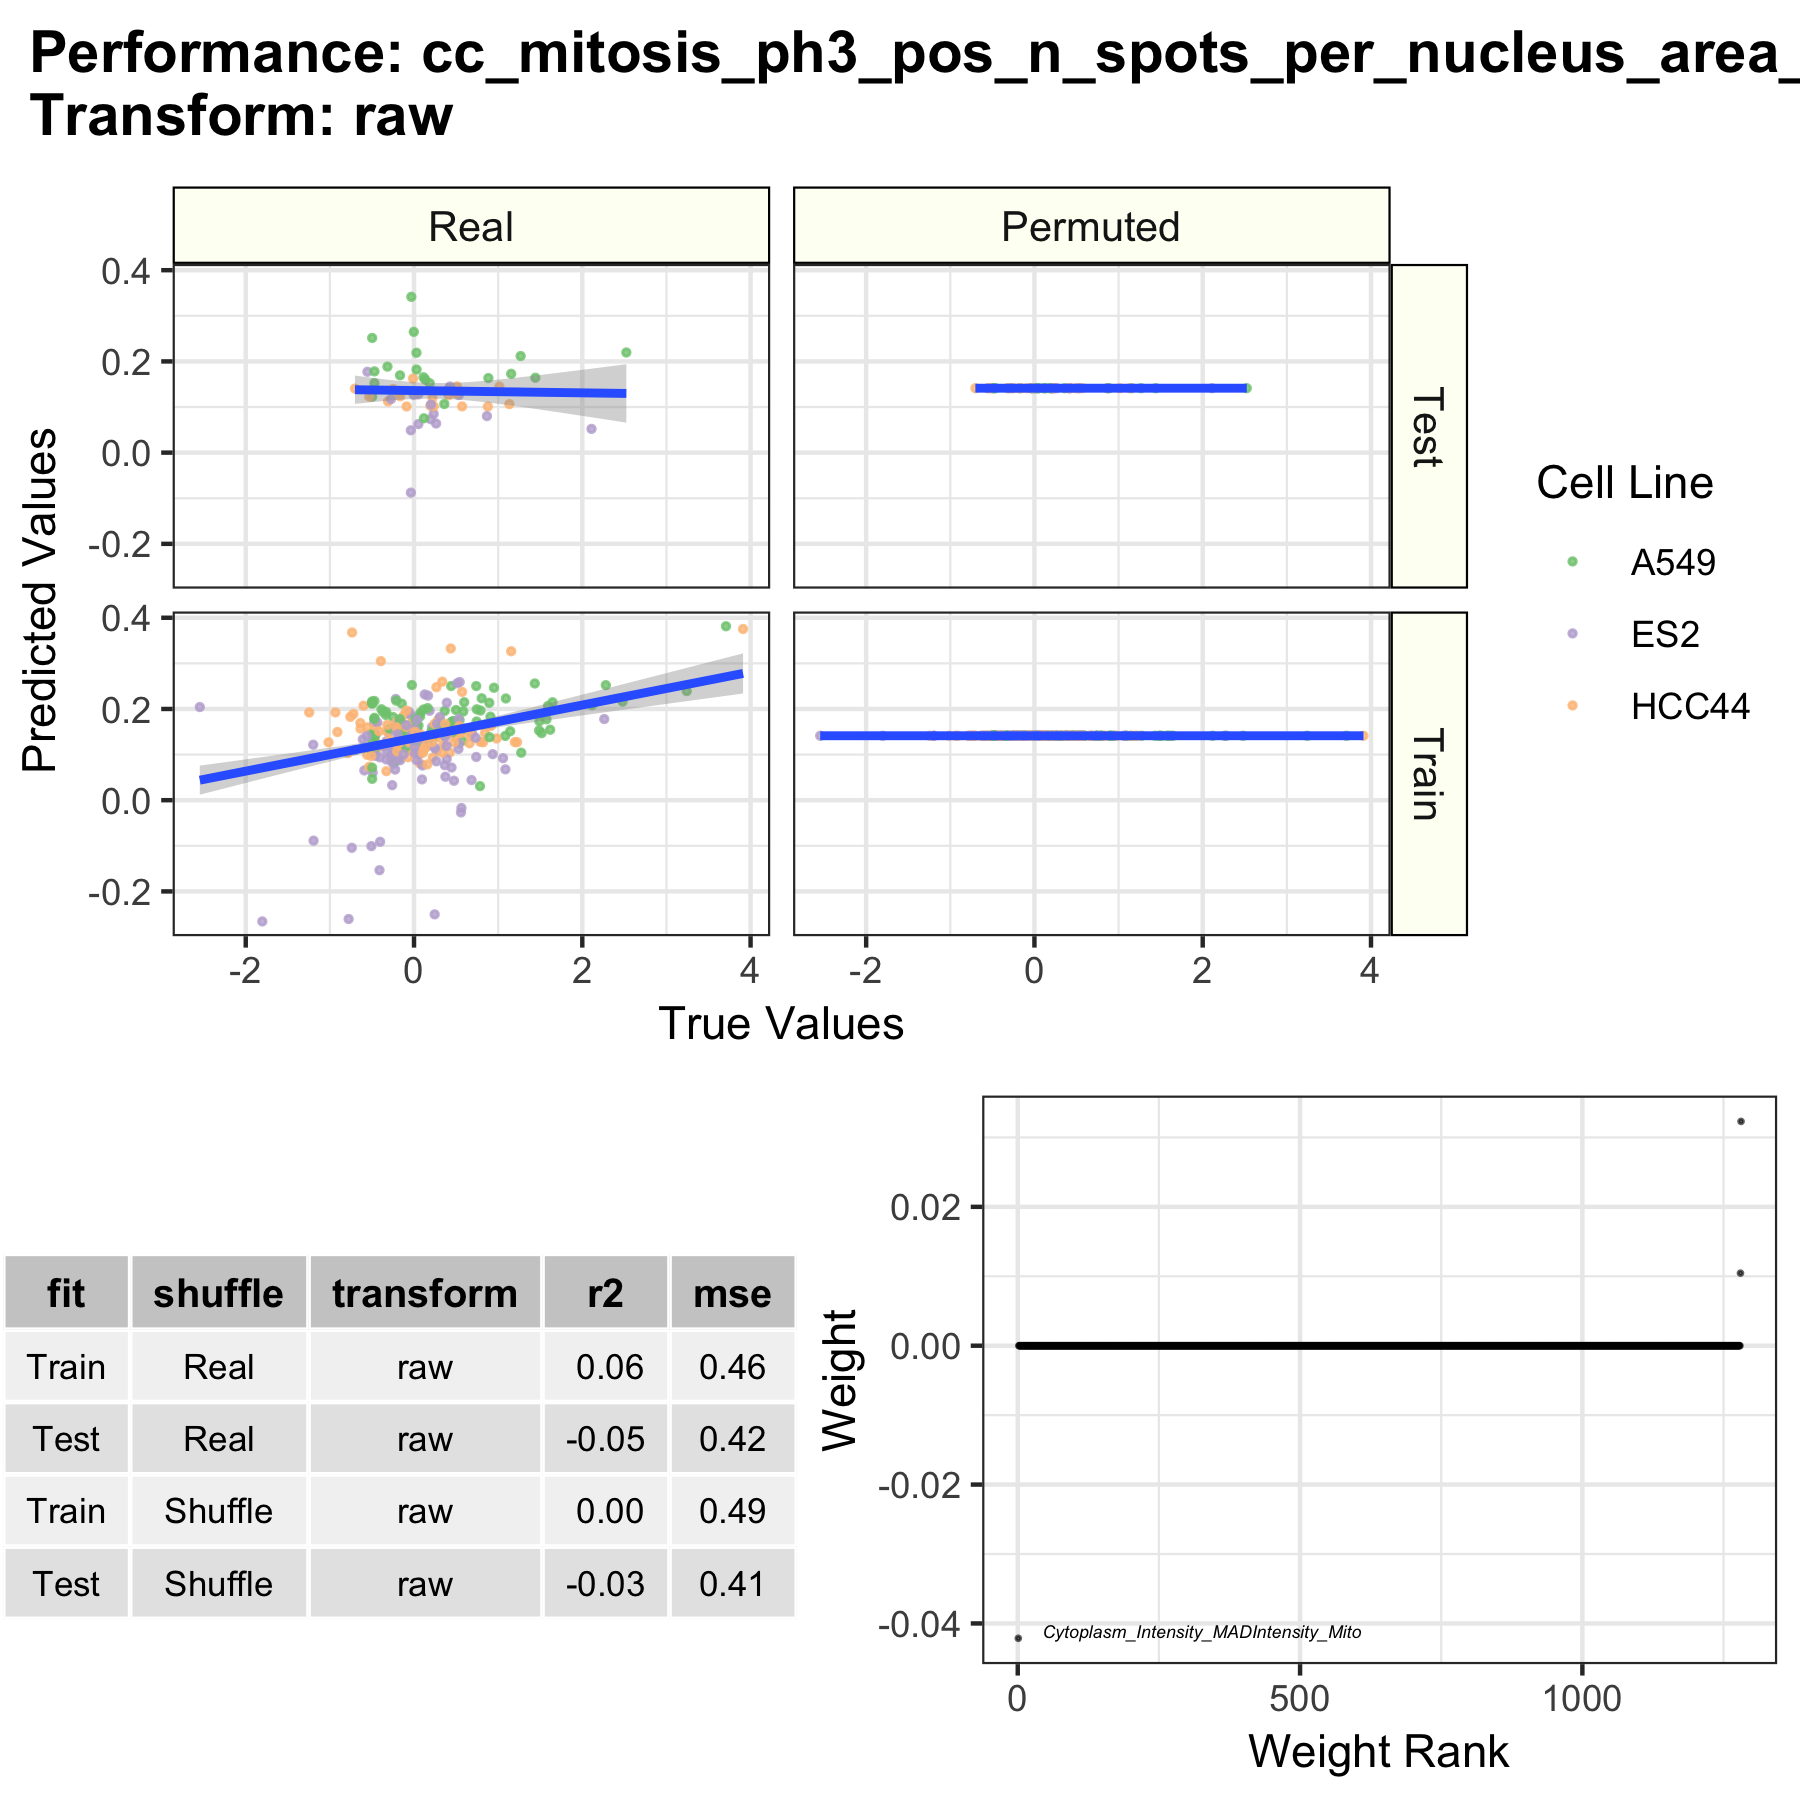 Performance: cc_mitosis_ph3_pos_n_spots_per_nucleus_area_
Transform: raw
Real Permuted
0.4
0.2
0.0
-0.2
Test
0.4
0.2
0.0
-0.2
Train
Predicted Values
-2 0 2 4 -2 0 2 4
True Values
Cell Line
A549
ES2
HCC44
fit shuffle transform r2 mse
Train Real raw 0.06 0.46
Test Real raw -0.05 0.42
Train Shuffle raw 0.00 0.49
Test Shuffle raw -0.03 0.41
Weight
0.02
0.00
-0.02
-0.04
Cytoplasm_Intensity_MADIntensity_Mito
0 500 1000
Weight Rank